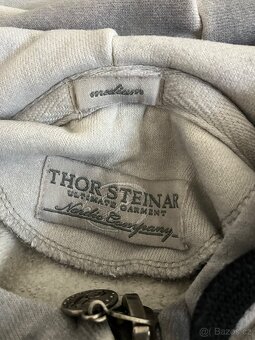 medium
THOR STEINAR
ULTIMATE GARMENT
Nordic Company
©Bazos.cz